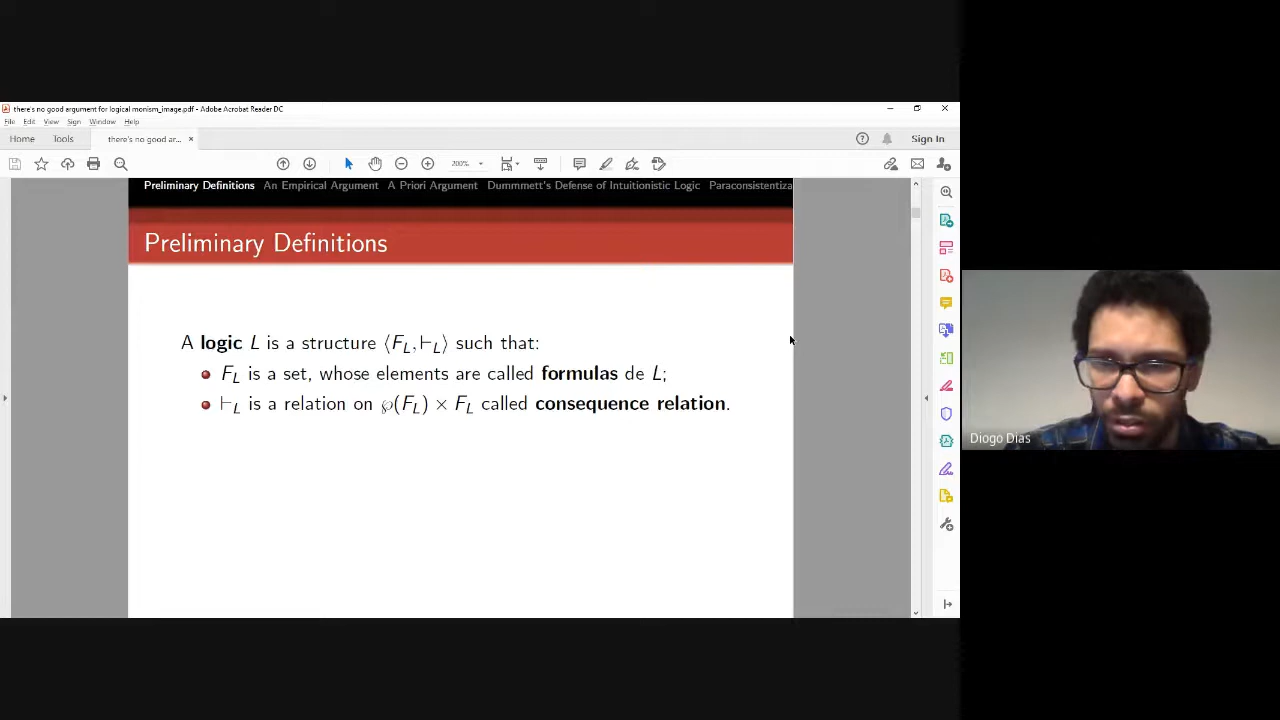 there's no good argument for logical monism_image.pdf - Adobe Acrobat Reader DC
File Edit View Sign Window Help
Home Tools there's no good ar... × Sign In
200%
Preliminary Definitions An Empirical Argument A Priori Argument Dummmett's Defense of Intuitionistic Logic Paraconsistentiza
Preliminary Definitions
A logic L is a structure ⟨F_L, ⊢_L⟩ such that:
F_L is a set, whose elements are called formulas de L;
⊢_L is a relation on ℘(F_L) × F_L called consequence relation.
Diogo Dias